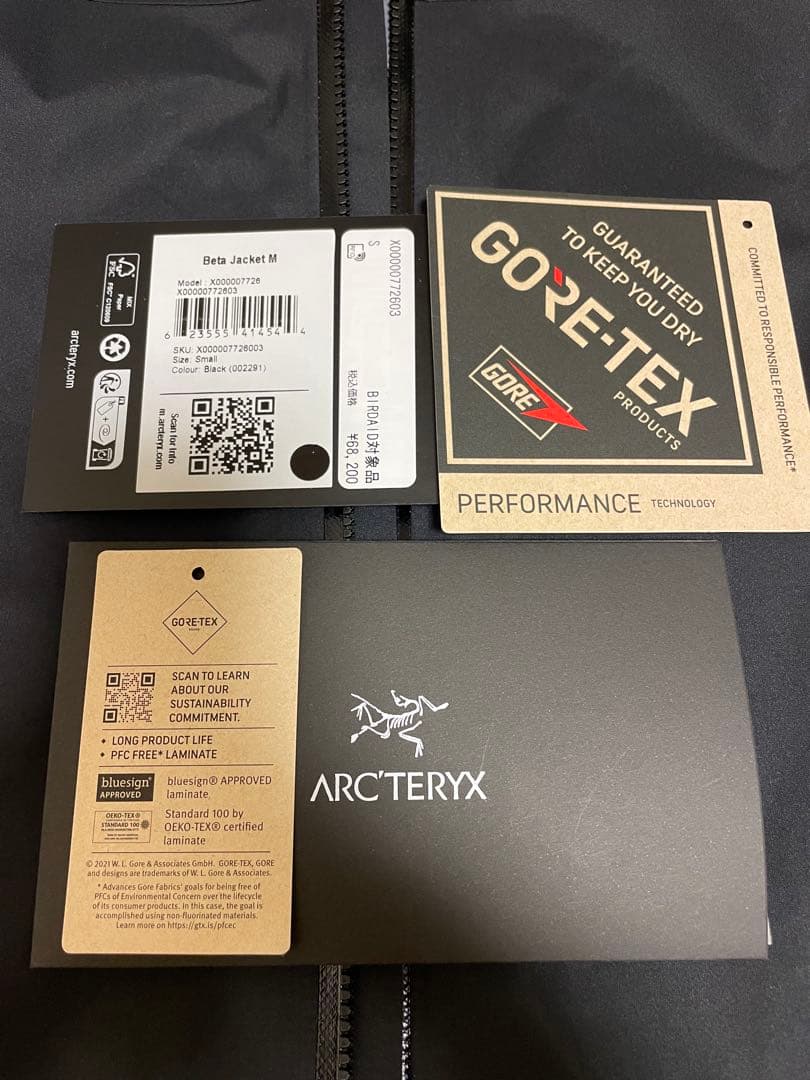 Beta Jacket M
Model : X000007726
X00000772603
6 23555 41454 4
SKU: X000007726003
Size: Small
Colour: Black (002291)
Scan for Info
m.arcteryx.com
X00000772603
S
BIRDAID対象品
税込価格 ¥68,200
MIX
Paper
FSC
FSC® C123059
arcteryx.com
GUARANTEED
TO KEEP YOU DRY
GORE-TEX
PRODUCTS
GORE
COMMITTED TO RESPONSIBLE PERFORMANCE*
PERFORMANCE TECHNOLOGY
GORE-TEX
SCAN TO LEARN
ABOUT OUR
SUSTAINABILITY
COMMITMENT.
• LONG PRODUCT LIFE
• PFC FREE* LAMINATE
bluesign®
APPROVED
bluesign® APPROVED
laminate
OEKO-TEX®
STANDARD 100
Standard 100 by
OEKO-TEX® certified
laminate
© 2021 W. L. Gore & Associates GmbH. GORE-TEX, GORE
and designs are trademarks of W. L. Gore & Associates.
* Advances Gore Fabrics' goals for being free of
PFCs of Environmental Concern over the lifecycle
of its consumer products. In this case, the goal is
accomplished using non-fluorinated materials.
Learn more on https://gtx.is/pfcec
ARC'TERYX